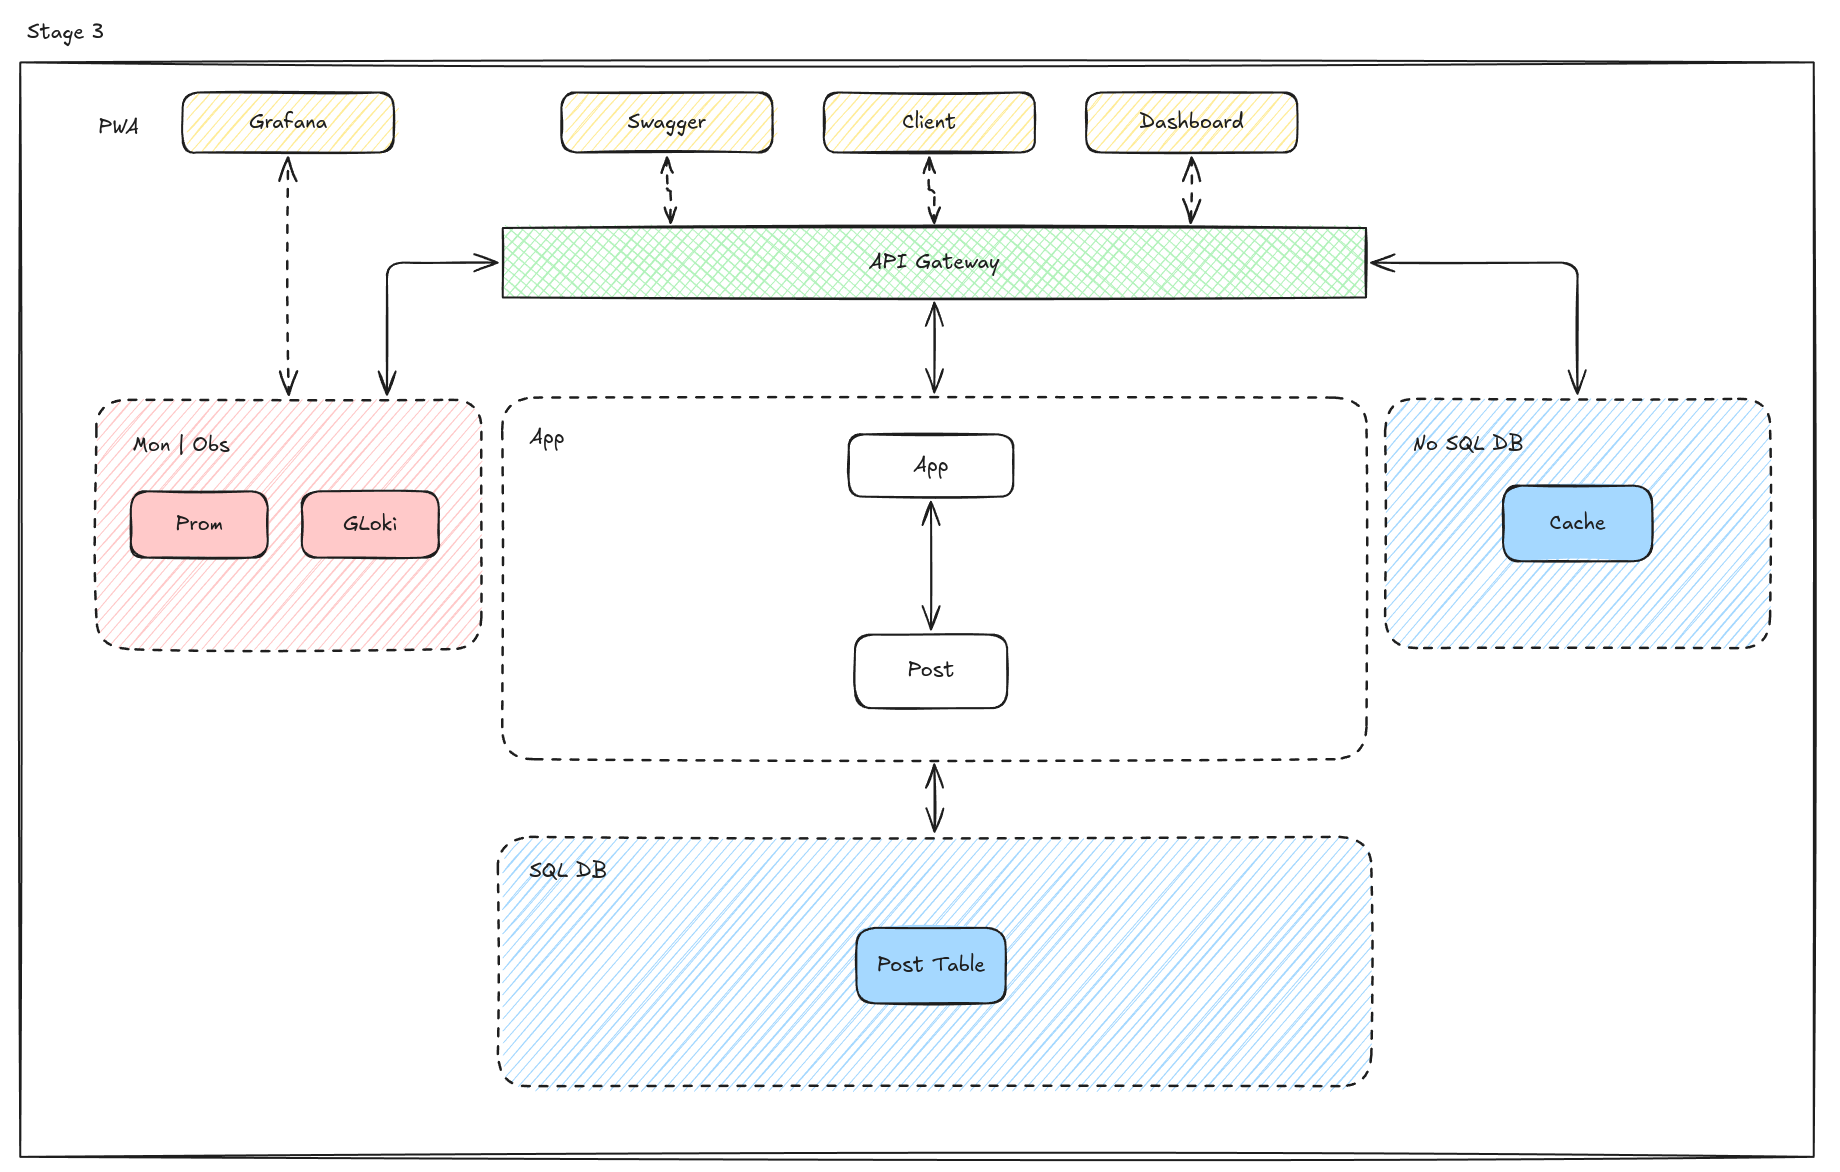 Stage 3
PWA
Grafana
Swagger
Client
Dashboard
API Gateway
Mon | Obs
Prom
GLoki
App
App
Post
No SQL DB
Cache
SQL DB
Post Table